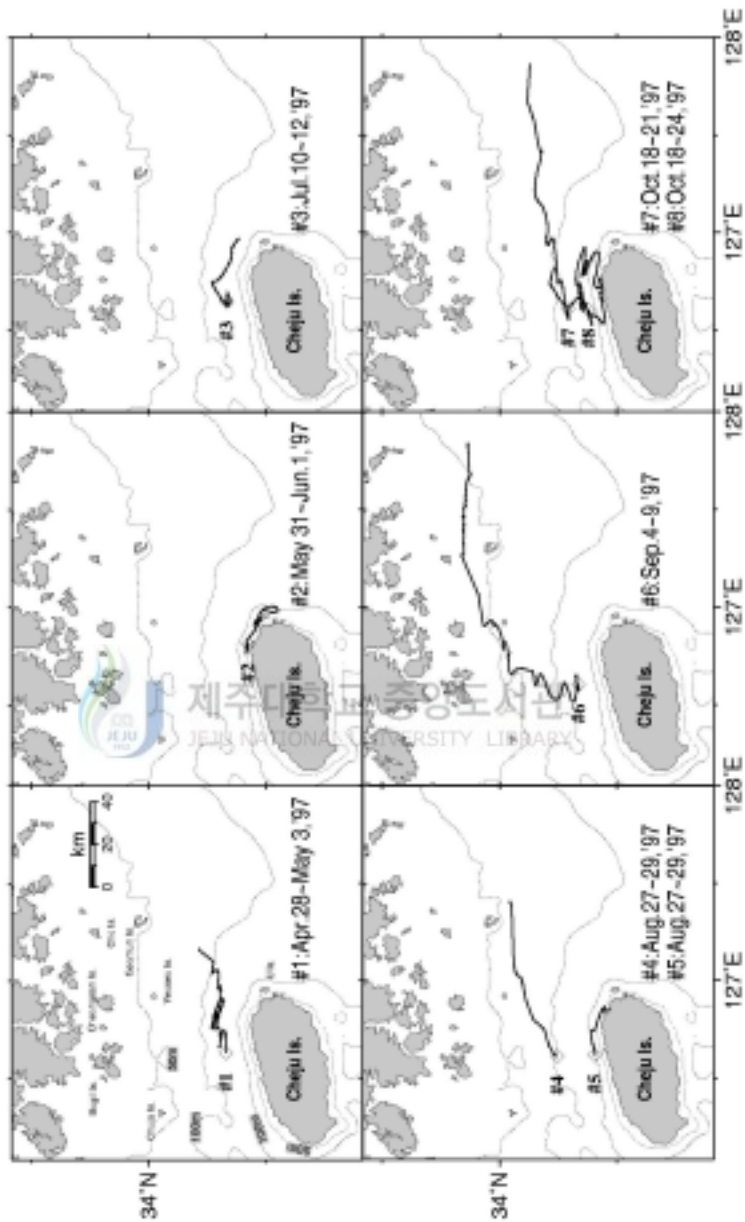 34°N
#1:Apr.28~May 3,'97
#1
km
0 20 40
100m
Cheju Is.
#2:May 31~Jun.1,'97
#2
Cheju Is.
#3:Jul.10~12,'97
#3
Cheju Is.
34°N
#4
#5
#4:Aug.27~29,'97
#5:Aug.27~29,'97
Cheju Is.
127°E
128°E
#6
#6:Sep.4~9,'97
Cheju Is.
127°E
128°E
#7
#8
#7:Oct.18~21,'97
#8:Oct.18~24,'97
Cheju Is.
127°E
128°E
JEJU
제주대학교 중앙도서관
JEJU NATIONAL UNIVERSITY LIBRARY